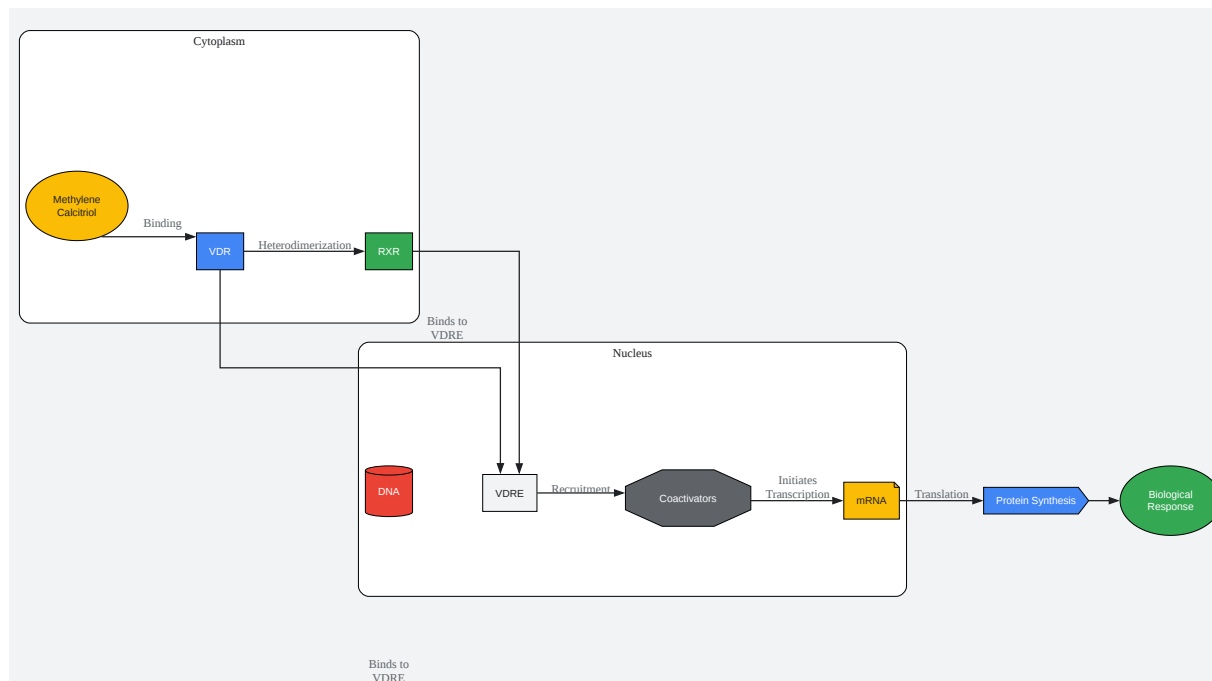 Cytoplasm
Methylene
Calcitriol
Binding
VDR
Heterodimerization
RXR
Binds to
VDRE
Nucleus
DNA
VDRE
Recruitment
Coactivators
Initiates
Transcription
mRNA
Translation
Protein Synthesis
Biological
Response
Binds to
VDRE